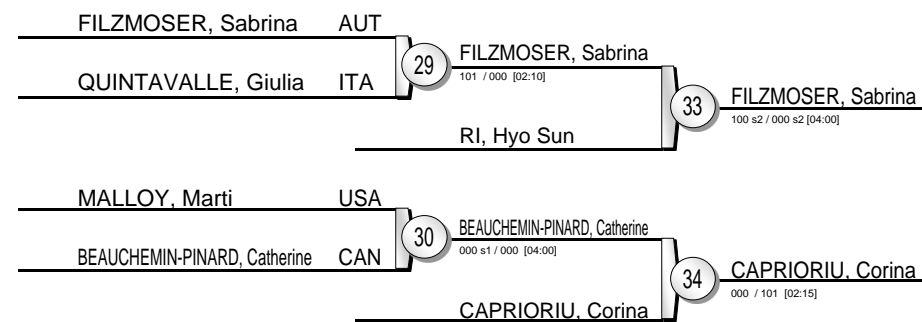 FILZMOSER, Sabrina AUT
QUINTAVALLE, Giulia ITA
29
FILZMOSER, Sabrina
101 / 000 [02:10]
RI, Hyo Sun
33
FILZMOSER, Sabrina
100 s2 / 000 s2 [04:00]
MALLOY, Marti USA
BEAUCHEMIN-PINARD, Catherine CAN
30
BEAUCHEMIN-PINARD, Catherine
000 s1 / 000 [04:00]
CAPRIORIU, Corina
34
CAPRIORIU, Corina
000 / 101 [02:15]